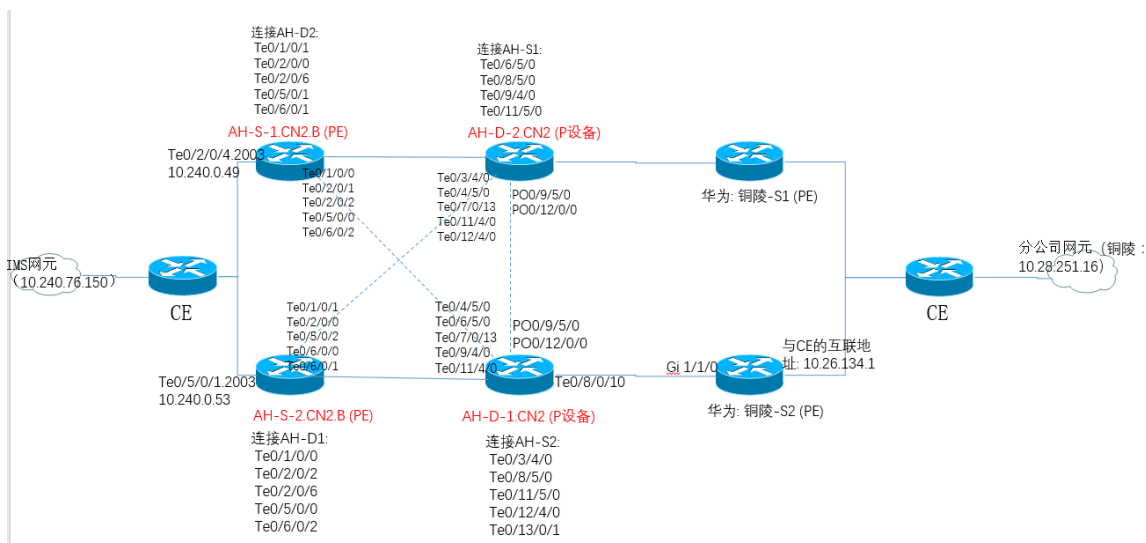 连接AH-D2:
Te0/1/0/1
Te0/2/0/0
Te0/2/0/6
Te0/5/0/1
Te0/6/0/1
连接AH-S1:
Te0/6/5/0
Te0/8/5/0
Te0/9/4/0
Te0/11/5/0
AH-S-1.CN2.B (PE)
AH-D-2.CN2 (P设备)
Te0/2/0/4.2003
10.240.0.49
Te0/1/0/0
Te0/2/0/1
Te0/2/0/2
Te0/5/0/0
Te0/6/0/2
Te0/3/4/0
Te0/4/5/0
Te0/7/0/13
Te0/11/4/0
Te0/12/4/0
PO0/9/5/0
PO0/12/0/0
华为: 铜陵-S1 (PE)
IMS网元
（10.240.76.150）
CE
分公司网元（铜陵：
10.28.251.16）
CE
Te0/1/0/1
Te0/2/0/0
Te0/5/0/2
Te0/6/0/0
Te0/6/0/1
Te0/4/5/0
Te0/6/5/0
Te0/7/0/13
Te0/9/4/0
Te0/11/4/0
PO0/9/5/0
PO0/12/0/0
Te0/8/0/10
Gi 1/1/0
与CE的互联地
址: 10.26.134.1
Te0/5/0/1.2003
10.240.0.53
AH-S-2.CN2.B (PE)
AH-D-1.CN2 (P设备)
华为: 铜陵-S2 (PE)
连接AH-D1:
Te0/1/0/0
Te0/2/0/2
Te0/2/0/6
Te0/5/0/0
Te0/6/0/2
连接AH-S2:
Te0/3/4/0
Te0/8/5/0
Te0/11/5/0
Te0/12/4/0
Te0/13/0/1